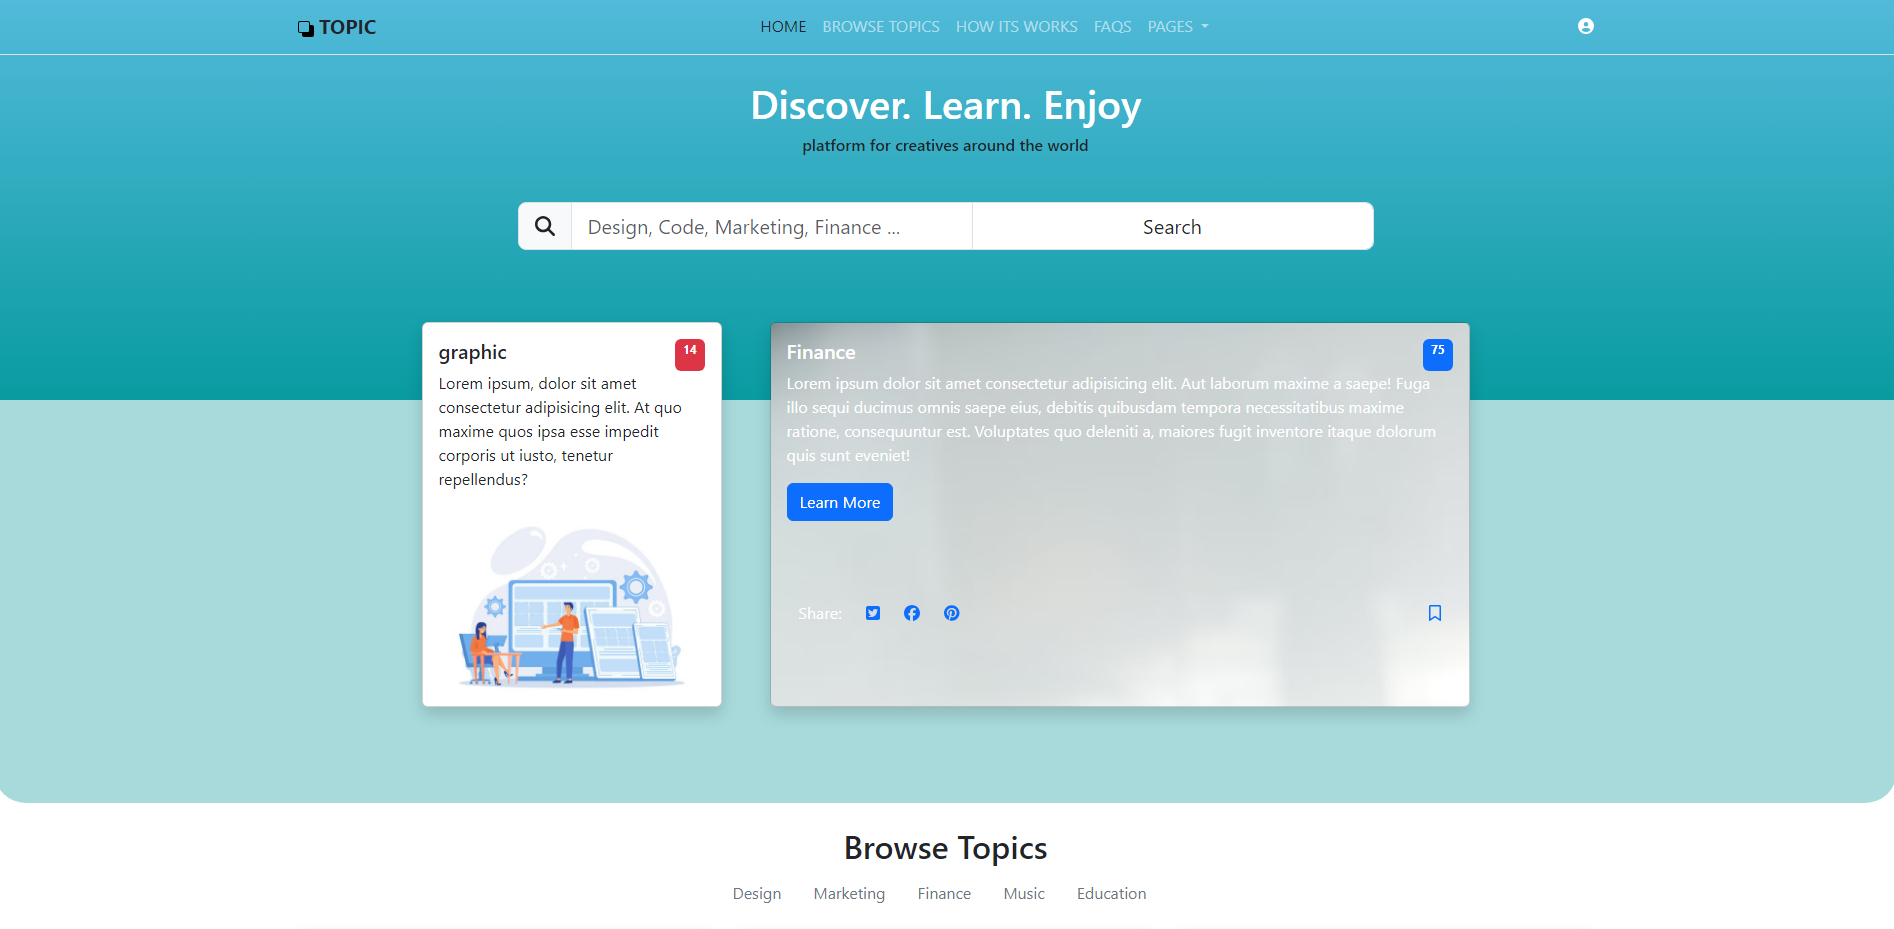 TOPIC
HOME BROWSE TOPICS HOW ITS WORKS FAQS PAGES
Discover. Learn. Enjoy
platform for creatives around the world
Design, Code, Marketing, Finance ...
Search
graphic
14
Lorem ipsum, dolor sit amet
consectetur adipisicing elit. At quo
maxime quos ipsa esse impedit
corporis ut iusto, tenetur
repellendus?
Finance
75
Lorem ipsum dolor sit amet consectetur adipisicing elit. Aut laborum maxime a saepe! Fuga
illo sequi ducimus omnis saepe eius, debitis quibusdam tempora necessitatibus maxime
ratione, consequuntur est. Voluptates quo deleniti a, maiores fugit inventore itaque dolorum
quis sunt eveniet!
Learn More
Share:
Browse Topics
Design Marketing Finance Music Education